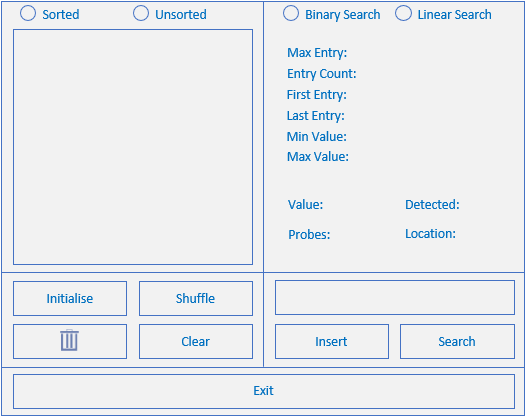 Sorted Unsorted Binary Search Linear Search
Max Entry:
Entry Count:
First Entry:
Last Entry:
Min Value:
Max Value:
Value: Detected:
Probes: Location:
Initialise Shuffle
Clear Insert Search
Exit